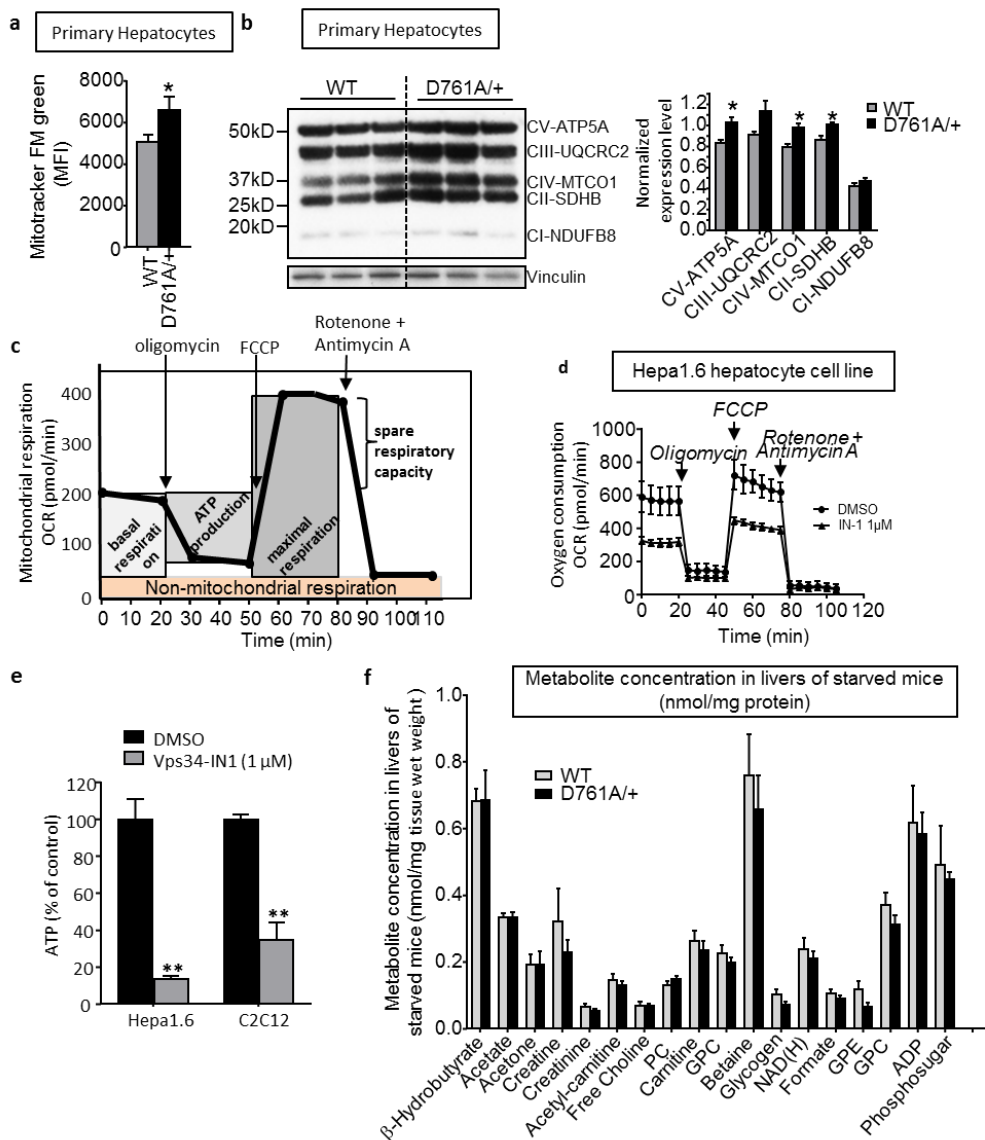 a
Primary Hepatocytes
Mitotracker FM green
(MFI)
8000
6000
4000
2000
0
*
WT
D761A/+
b
Primary Hepatocytes
WT
D761A/+
50kD
37kD
25kD
20kD
CV-ATP5A
CIII-UQCRC2
CIV-MTCO1
CII-SDHB
CI-NDUFB8
Vinculin
Normalized
expression level
1.2
1.0
0.8
0.6
0.4
0.2
0.0
*
*
*
WT
D761A/+
CV-ATP5A
CIII-UQCRC2
CIV-MTCO1
CII-SDHB
CI-NDUFB8
c
oligomycin
FCCP
Rotenone +
Antimycin A
Mitochondrial respiration
OCR (pmol/min)
400
300
200
100
0
basal
respirati
on
ATP
production
maximal
respiration
spare
respiratory
capacity
Non-mitochondrial respiration
0 10 20 30 40 50 60 70 80 90 100 110
Time (min)
d
Hepa1.6 hepatocyte cell line
FCCP
Oligomycin
Rotenone +
Antimycin A
Oxygen consumption
OCR (pmol/min)
1000
800
600
400
200
0
DMSO
IN-1 1µM
0 20 40 60 80 100 120
Time (min)
e
DMSO
Vps34-IN1 (1 µM)
ATP (% of control)
120
100
80
60
40
20
0
**
**
Hepa1.6
C2C12
f
Metabolite concentration in livers of starved mice
(nmol/mg protein)
Metabolite concentration in livers of
starved mice (nmol/mg tissue wet weight)
1.0
0.8
0.6
0.4
0.2
0.0
WT
D761A/+
β-Hydrobutyrate
Acetate
Acetone
Creatine
Creatinine
Acetyl-carnitine
Free Choline
PC
Carnitine
GPC
Betaine
Glycogen
NAD(H)
Formate
GPE
GPC
ADP
Phosphosugar